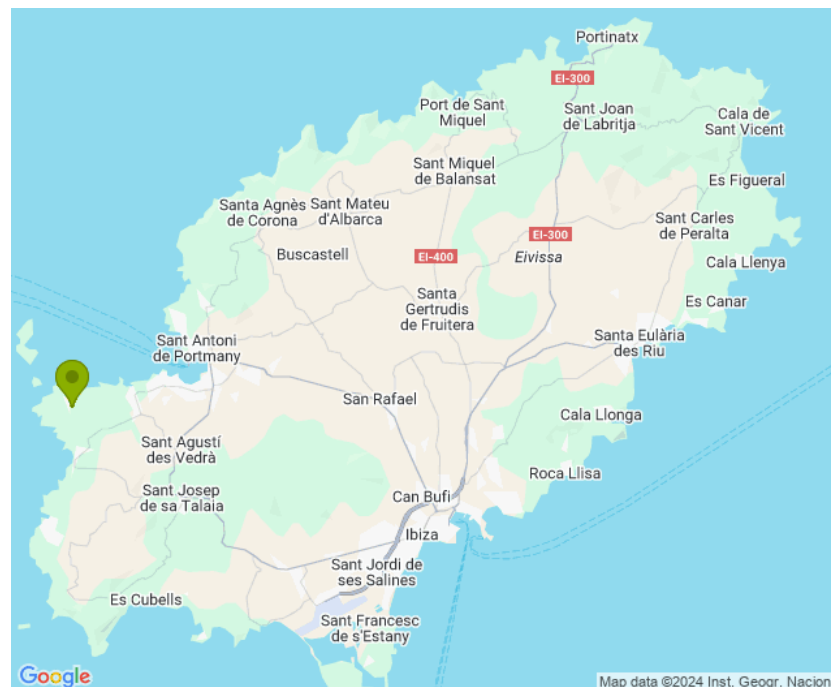 Portinatx
EI-300
Port de Sant
Miquel
Sant Joan
de Labritja
Cala de
Sant Vicent
Sant Miquel
de Balansat
Es Figueral
Santa Agnès
de Corona
Sant Mateu
d'Albarca
Sant Carles
de Peralta
EI-300
Buscastell
EI-400
Eivissa
Cala Llenya
Santa
Gertrudis
de Fruitera
Es Canar
Sant Antoni
de Portmany
Santa Eulària
des Riu
San Rafael
Cala Llonga
Sant Agustí
des Vedrà
Roca Llisa
Sant Josep
de sa Talaia
Can Bufi
Ibiza
Sant Jordi de
ses Salines
Es Cubells
Sant Francesc
de s'Estany
Google
Map data ©2024 Inst. Geogr. Nacion